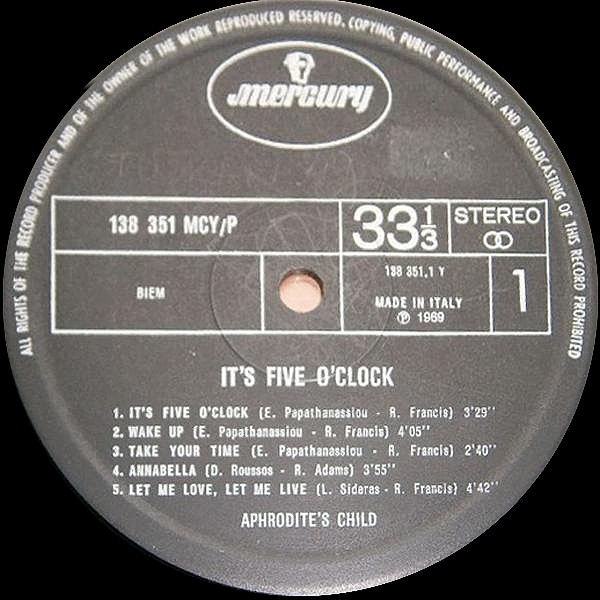 ALL RIGHTS OF THE RECORD PRODUCER AND OF THE OWNER OF THE WORK REPRODUCED RESERVED. COPYING, PUBLIC PERFORMANCE AND BROADCASTING OF THIS RECORD PROHIBITED
mercury
138 351 MCY/P
33 1/3
STEREO
BIEM
138 351.1 Y
MADE IN ITALY
℗ 1969
1
IT'S FIVE O'CLOCK
1. IT'S FIVE O'CLOCK (E. Papathanassiou - R. Francis) 3'29''
2. WAKE UP (E. Papathanassiou - R. Francis) 4'05''
3. TAKE YOUR TIME (E. Papathanassiou - R. Francis) 2'40''
4. ANNABELLA (D. Roussos - R. Adams) 3'55''
5. LET ME LOVE, LET ME LIVE (L. Sideras - R. Francis) 4'42''
APHRODITE'S CHILD